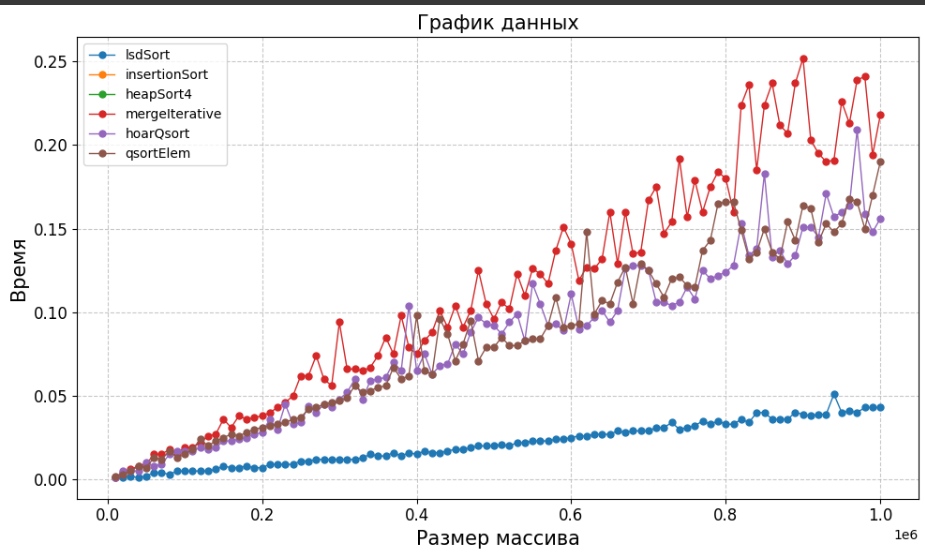 График данных
lsdSort
insertionSort
heapSort4
mergeIterative
hoarQsort
qsortElem
Время
0.25
0.20
0.15
0.10
0.05
0.00
0.0 0.2 0.4 0.6 0.8 1.0
1e6
Размер массива